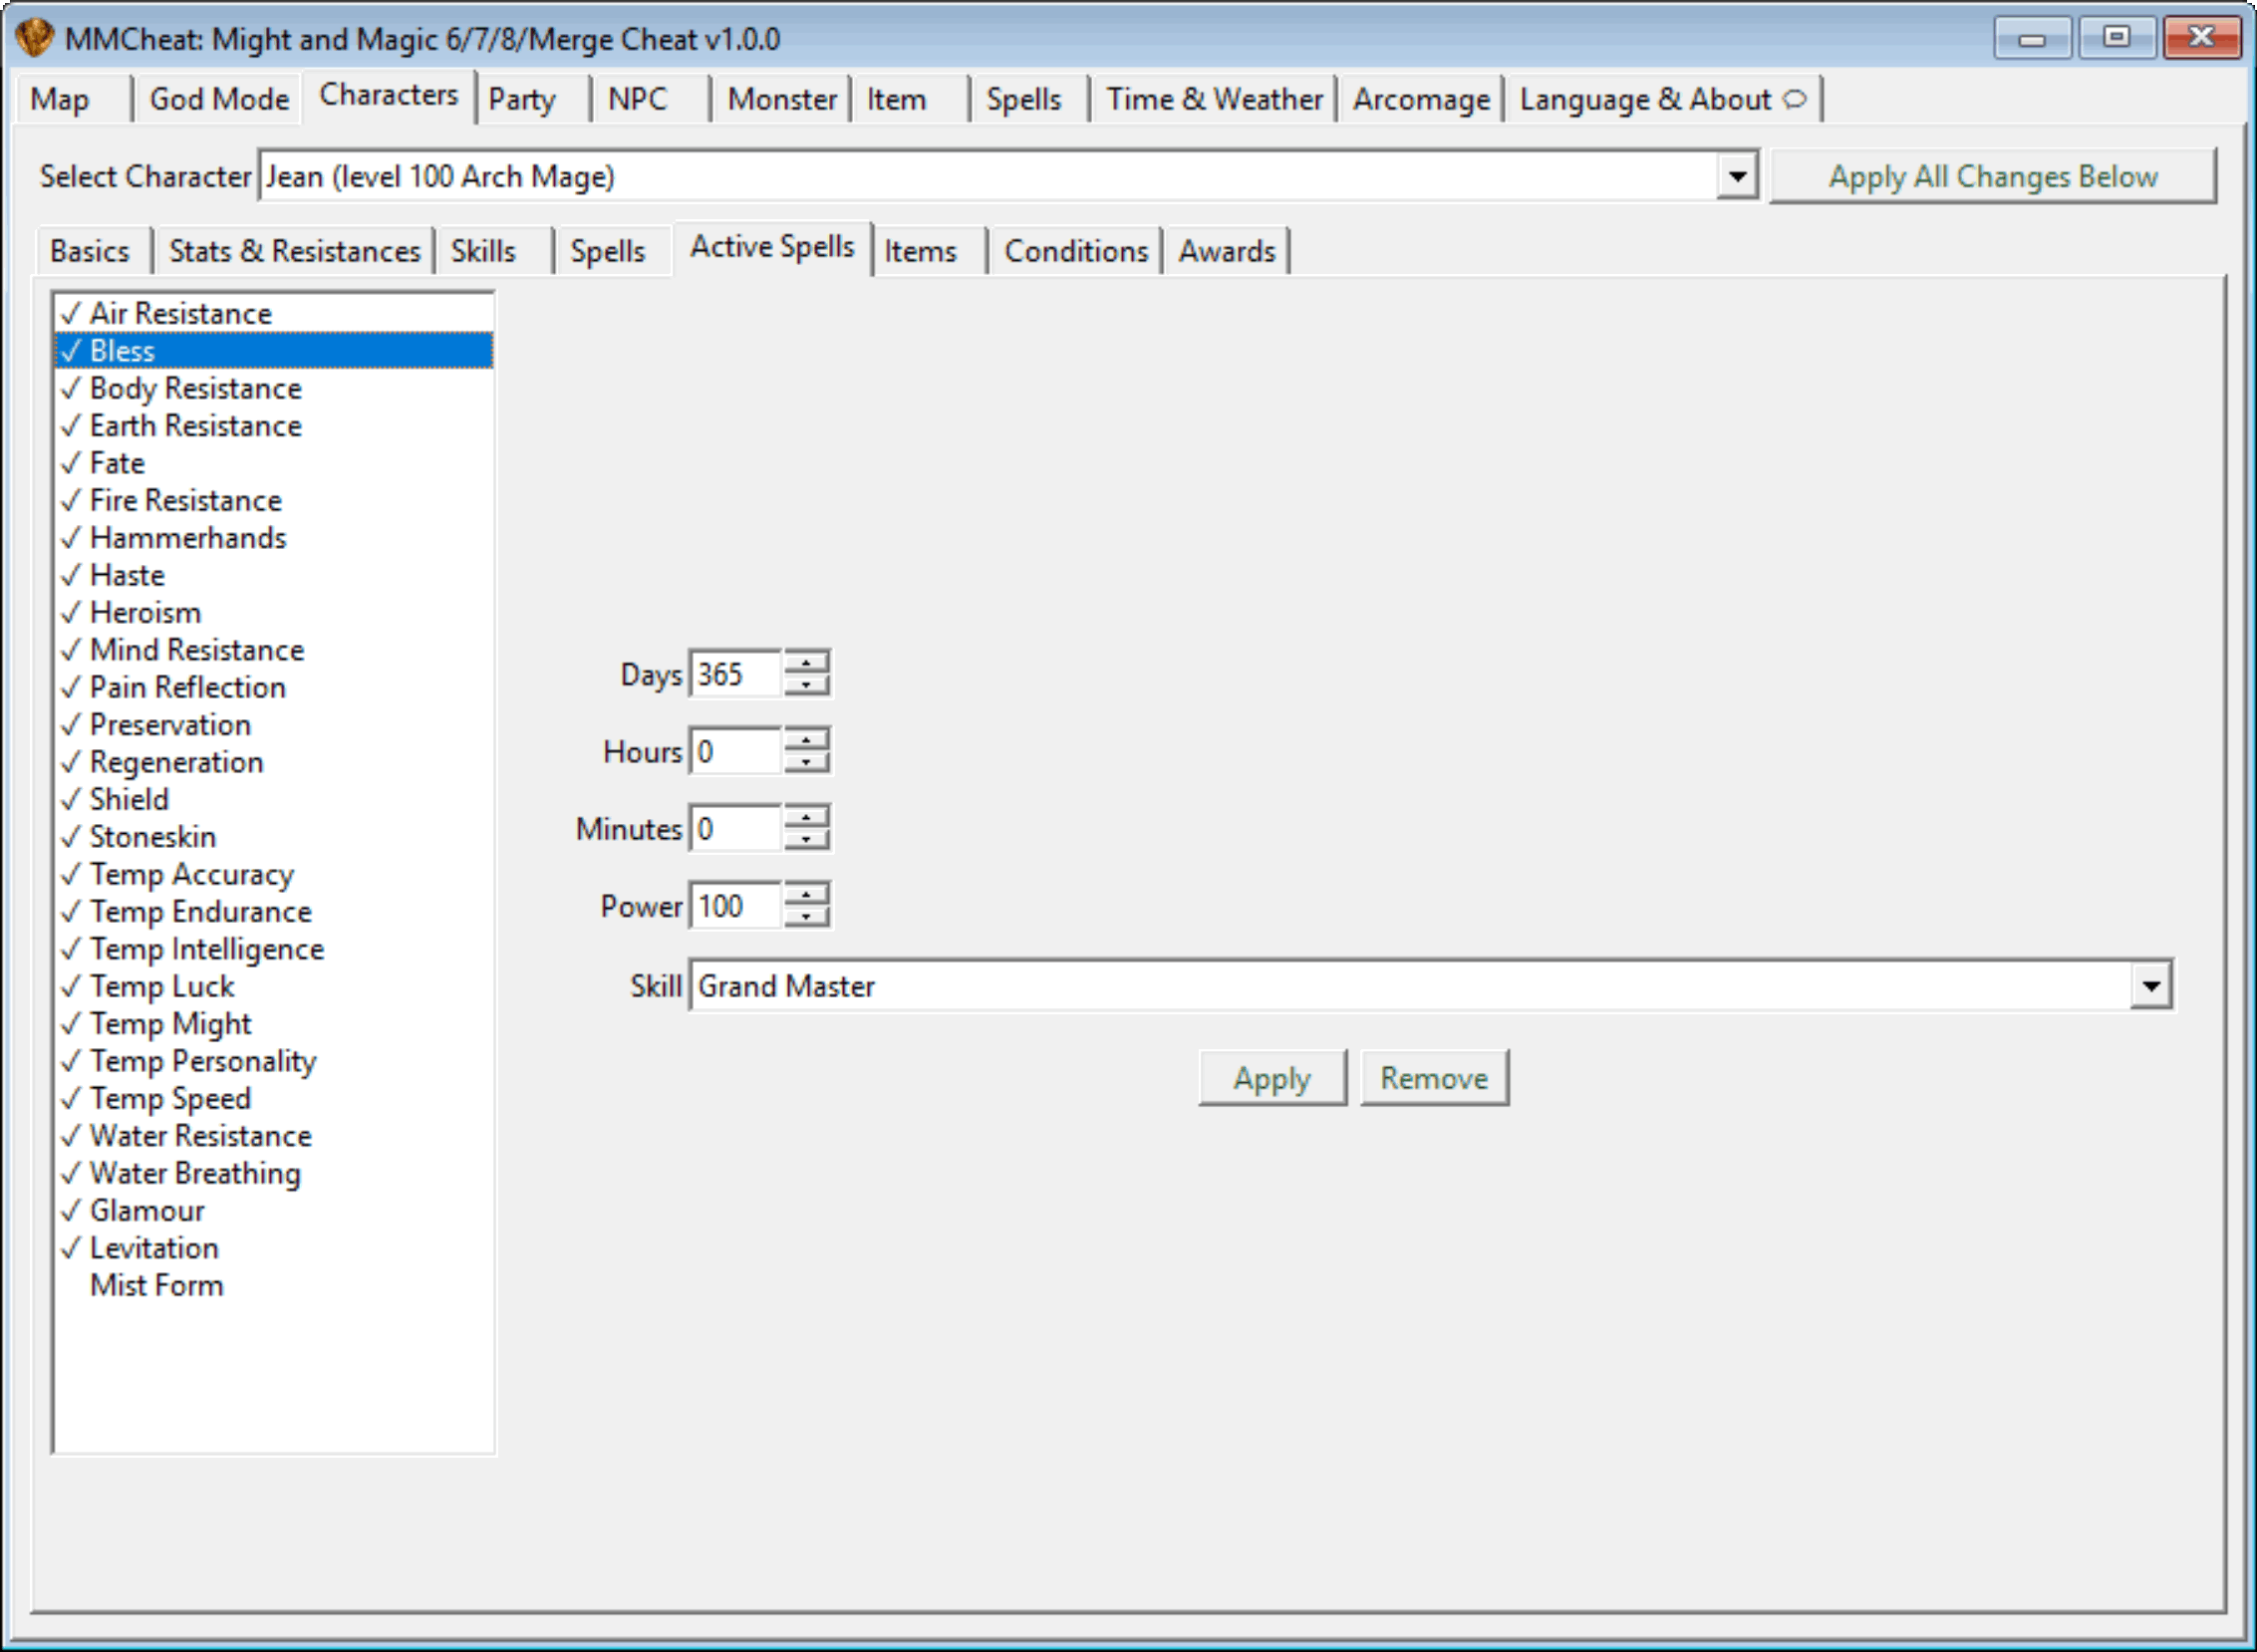 MMCheat: Might and Magic 6/7/8/Merge Cheat v1.0.0
Map God Mode Characters Party NPC Monster Item Spells Time & Weather Arcomage Language & About
Select Character Jean (level 100 Arch Mage) Apply All Changes Below
Basics Stats & Resistances Skills Spells Active Spells Items Conditions Awards
✓ Air Resistance
✓ Bless
✓ Body Resistance
✓ Earth Resistance
✓ Fate
✓ Fire Resistance
✓ Hammerhands
✓ Haste
✓ Heroism
✓ Mind Resistance
✓ Pain Reflection
✓ Preservation
✓ Regeneration
✓ Shield
✓ Stoneskin
✓ Temp Accuracy
✓ Temp Endurance
✓ Temp Intelligence
✓ Temp Luck
✓ Temp Might
✓ Temp Personality
✓ Temp Speed
✓ Water Resistance
✓ Water Breathing
✓ Glamour
✓ Levitation
Mist Form
Days 365
Hours 0
Minutes 0
Power 100
Skill Grand Master
Apply Remove